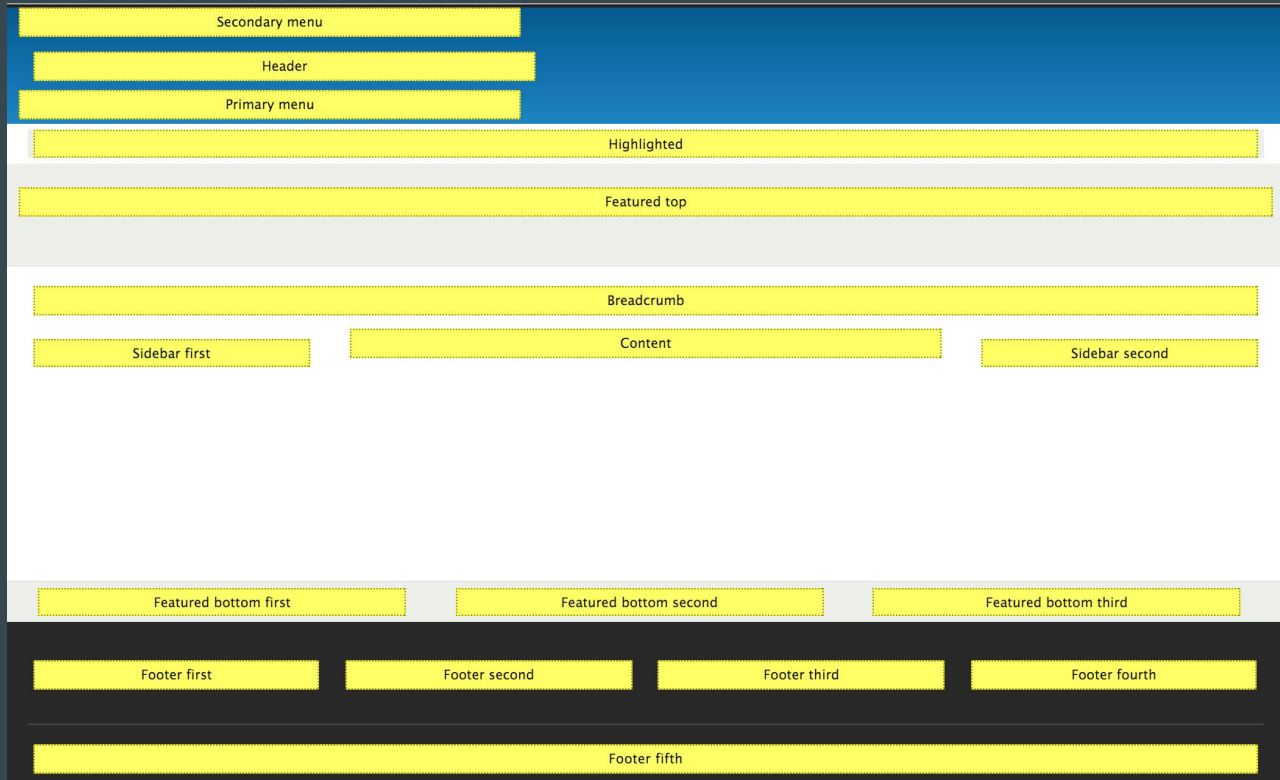 Secondary menu
Header
Primary menu
Highlighted
Featured top
Breadcrumb
Sidebar first
Content
Sidebar second
Featured bottom first
Featured bottom second
Featured bottom third
Footer first
Footer second
Footer third
Footer fourth
Footer fifth